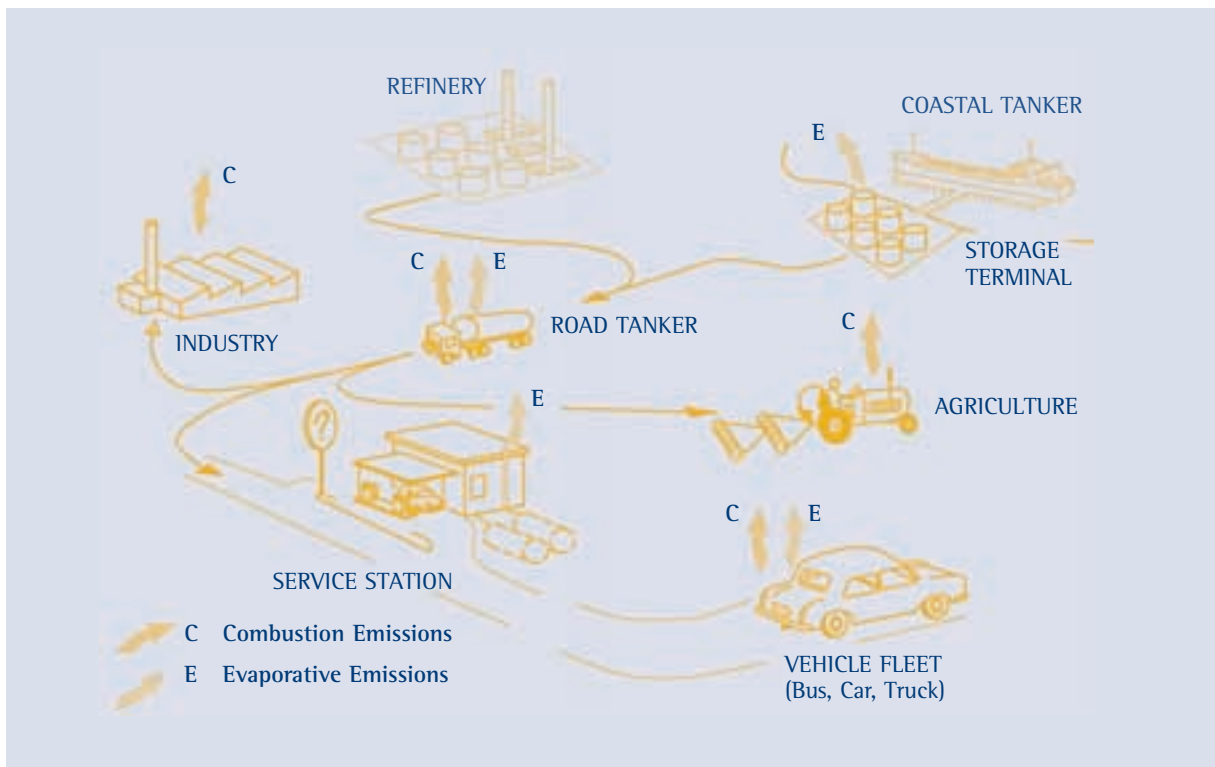 REFINERY
COASTAL TANKER
E
C
STORAGE
TERMINAL
C E
ROAD TANKER
C
INDUSTRY
E
AGRICULTURE
?
C E
SERVICE STATION
C Combustion Emissions
E Evaporative Emissions
VEHICLE FLEET
(Bus, Car, Truck)